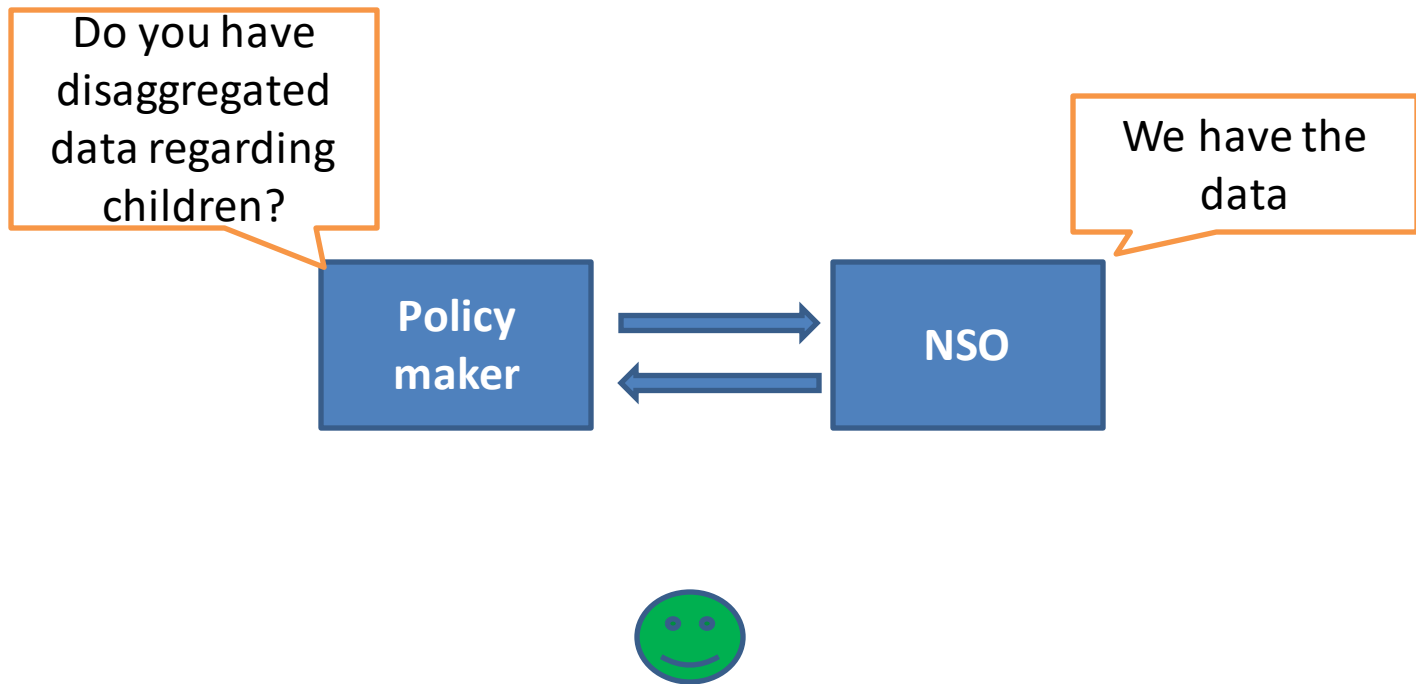 Do you have
disaggregated
data regarding
children?
We have the
data
Policy
maker
NSO